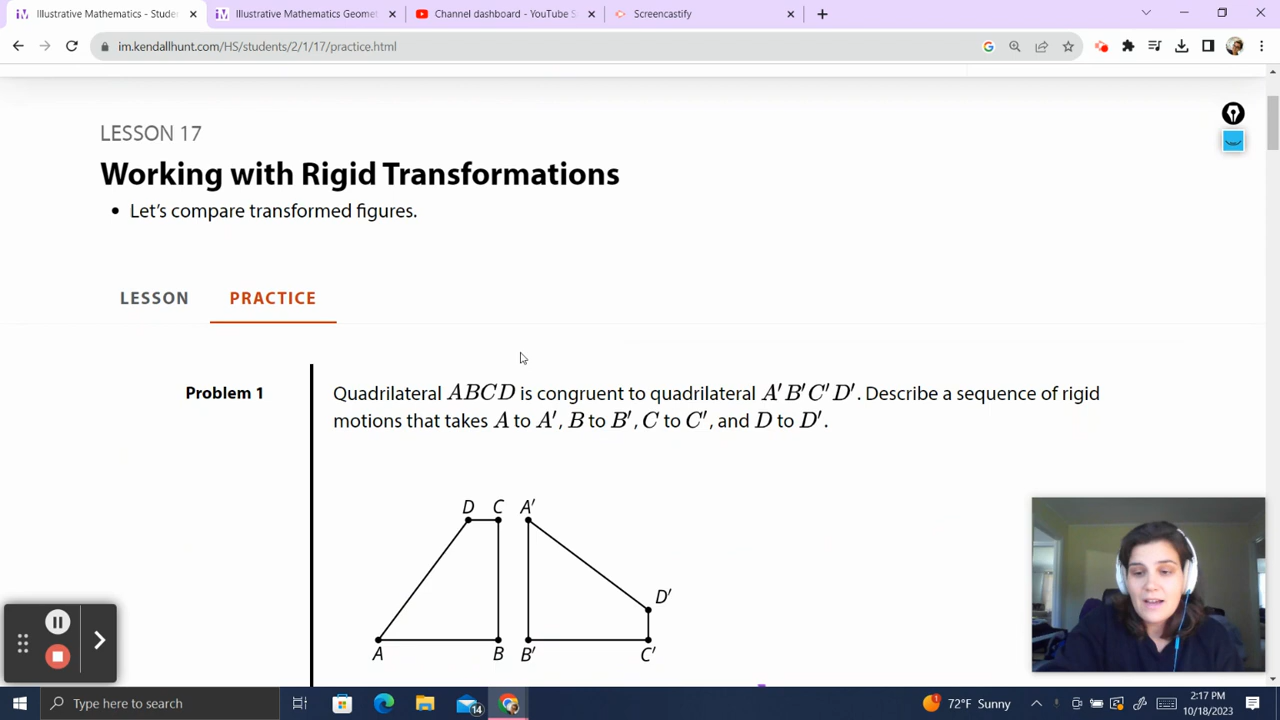 Illustrative Mathematics - Stude
Illustrative Mathematics Geomet
Channel dashboard - YouTube S
Screencastify
im.kendallhunt.com/HS/students/2/1/17/practice.html
LESSON 17
Working with Rigid Transformations
• Let's compare transformed figures.
LESSON
PRACTICE
Problem 1
Quadrilateral ABCD is congruent to quadrilateral A′B′C′D′. Describe a sequence of rigid
motions that takes A to A′, B to B′, C to C′, and D to D′.
D C A′
D′
A B B′ C′
Type here to search
14
72°F Sunny
2:17 PM
10/18/2023